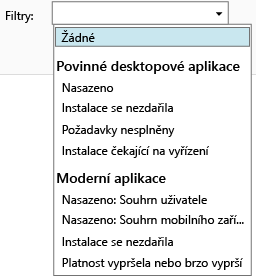 Filtry:
Žádné
Povinné desktopové aplikace
Nasazeno
Instalace se nezdařila
Požadavky nesplněny
Instalace čekající na vyřízení
Moderní aplikace
Nasazeno: Souhrn uživatele
Nasazeno: Souhrn mobilního zaří...
Instalace se nezdařila
Platnost vypršela nebo brzo vyprší